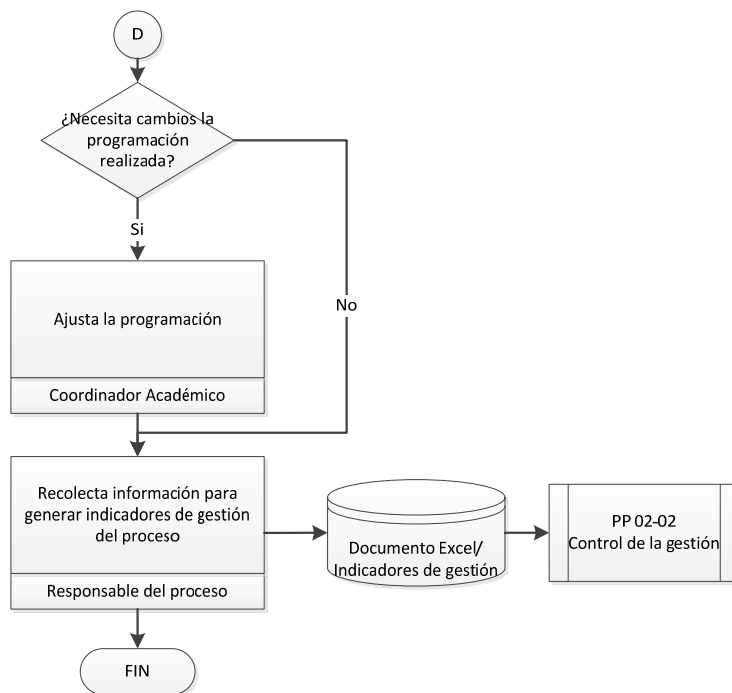 D
¿Necesita cambios la
programación
realizada?
Si
No
Ajusta la programación
Coordinador Académico
Recolecta información para
generar indicadores de gestión
del proceso
Responsable del proceso
Documento Excel/
Indicadores de gestión
PP 02-02
Control de la gestión
FIN